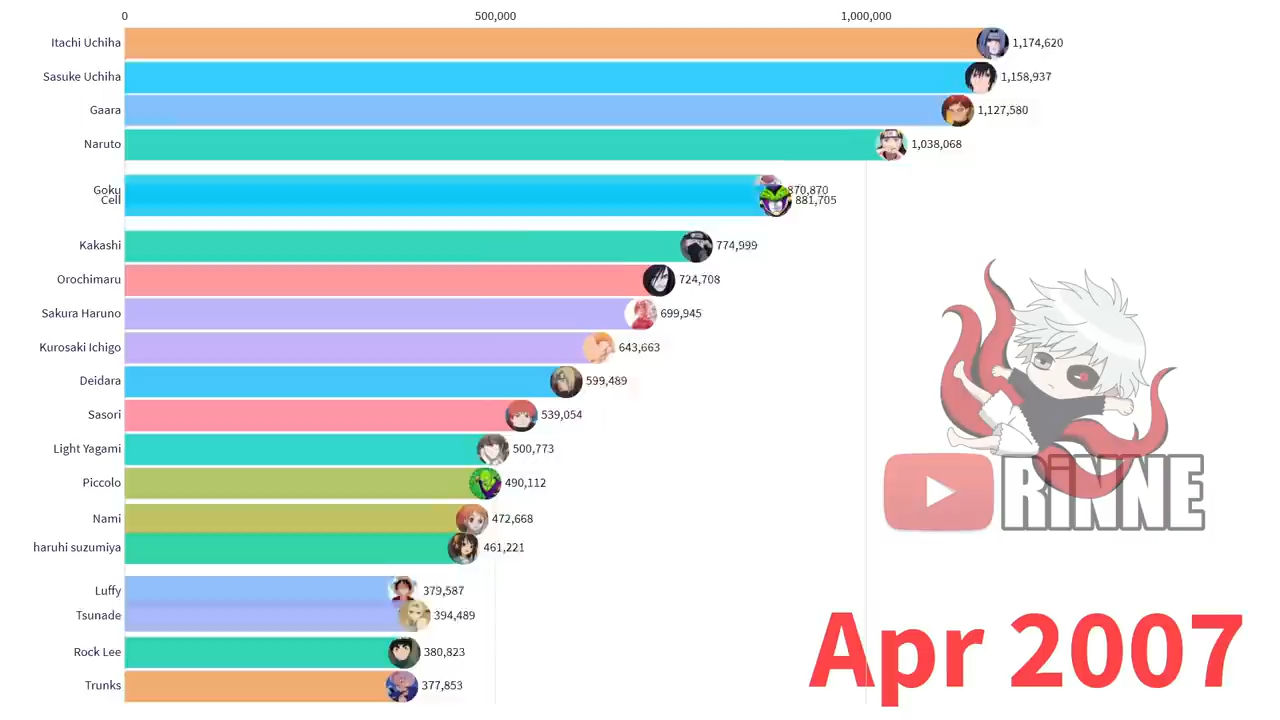 0 500,000 1,000,000
Itachi Uchiha 1,174,620
Sasuke Uchiha 1,158,937
Gaara 1,127,580
Naruto 1,038,068
Goku 870,870
Cell 881,705
Kakashi 774,999
Orochimaru 724,708
Sakura Haruno 699,945
Kurosaki Ichigo 643,663
Deidara 599,489
Sasori 539,054
Light Yagami 500,773
Piccolo 490,112
Nami 472,668
haruhi suzumiya 461,221
Luffy 379,587
Tsunade 394,489
Rock Lee 380,823
Trunks 377,853
RiNNE
Apr 2007